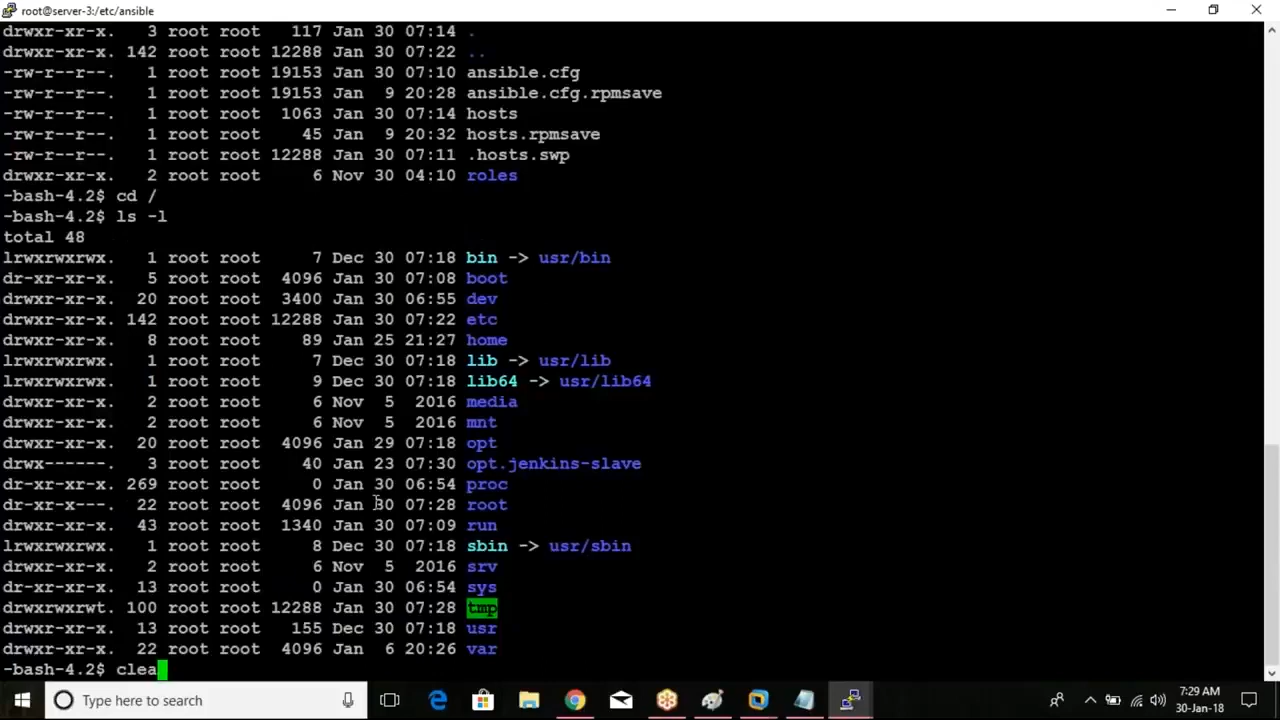 root@server-3:/etc/ansible
drwxr-xr-x.   3 root root   117 Jan 30 07:14 .
drwxr-xr-x. 142 root root 12288 Jan 30 07:22 ..
-rw-r--r--.   1 root root 19153 Jan 30 07:10 ansible.cfg
-rw-r--r--.   1 root root 19153 Jan  9 20:28 ansible.cfg.rpmsave
-rw-r--r--.   1 root root  1063 Jan 30 07:14 hosts
-rw-r--r--.   1 root root    45 Jan  9 20:32 hosts.rpmsave
-rw-r--r--.   1 root root 12288 Jan 30 07:11 .hosts.swp
drwxr-xr-x.   2 root root     6 Nov 30 04:10 roles
-bash-4.2$ cd /
-bash-4.2$ ls -l
total 48
lrwxrwxrwx.   1 root root     7 Dec 30 07:18 bin -> usr/bin
dr-xr-xr-x.   5 root root  4096 Jan 30 07:08 boot
drwxr-xr-x.  20 root root  3400 Jan 30 06:55 dev
drwxr-xr-x. 142 root root 12288 Jan 30 07:22 etc
drwxr-xr-x.   8 root root    89 Jan 25 21:27 home
lrwxrwxrwx.   1 root root     7 Dec 30 07:18 lib -> usr/lib
lrwxrwxrwx.   1 root root     9 Dec 30 07:18 lib64 -> usr/lib64
drwxr-xr-x.   2 root root     6 Nov  5  2016 media
drwxr-xr-x.   2 root root     6 Nov  5  2016 mnt
drwxr-xr-x.  20 root root  4096 Jan 29 07:18 opt
drwx------.   3 root root    40 Jan 23 07:30 opt.jenkins-slave
dr-xr-xr-x. 269 root root     0 Jan 30 06:54 proc
dr-xr-x---.  22 root root  4096 Jan 30 07:28 root
drwxr-xr-x.  43 root root  1340 Jan 30 07:09 run
lrwxrwxrwx.   1 root root     8 Dec 30 07:18 sbin -> usr/sbin
drwxr-xr-x.   2 root root     6 Nov  5  2016 srv
dr-xr-xr-x.  13 root root     0 Jan 30 06:54 sys
drwxrwxrwt. 100 root root 12288 Jan 30 07:28 tmp
drwxr-xr-x.  13 root root   155 Dec 30 07:18 usr
drwxr-xr-x.  22 root root  4096 Jan  6 20:26 var
-bash-4.2$ clea
Type here to search
7:29 AM
30-Jan-18